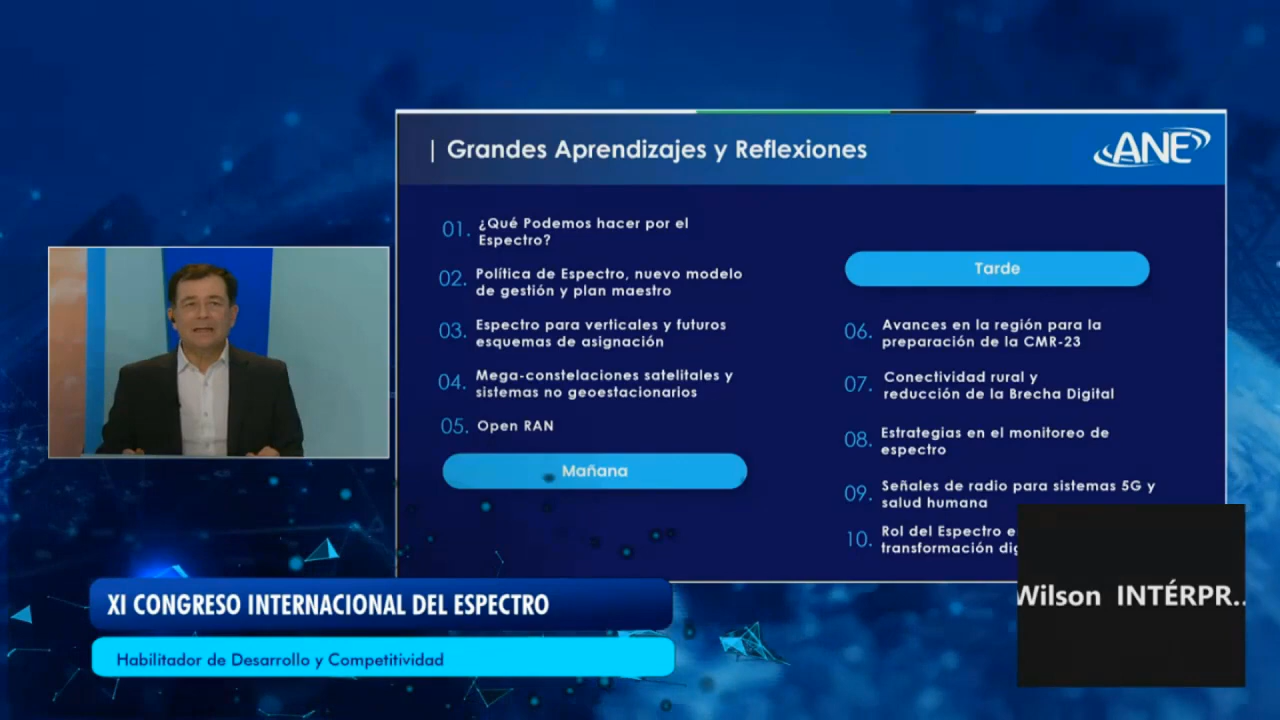 | Grandes Aprendizajes y Reflexiones
ANE
01. ¿Qué Podemos hacer por el
Espectro?
02. Política de Espectro, nuevo modelo
de gestión y plan maestro
03. Espectro para verticales y futuros
esquemas de asignación
04. Mega-constelaciones satelitales y
sistemas no geoestacionarios
05. Open RAN
Mañana
Tarde
06. Avances en la región para la
preparación de la CMR-23
07. Conectividad rural y
reducción de la Brecha Digital
08. Estrategias en el monitoreo de
espectro
09. Señales de radio para sistemas 5G y
salud humana
10. Rol del Espectro
transformación
Wilson INTÉRPR...
XI CONGRESO INTERNACIONAL DEL ESPECTRO
Habilitador de Desarrollo y Competitividad